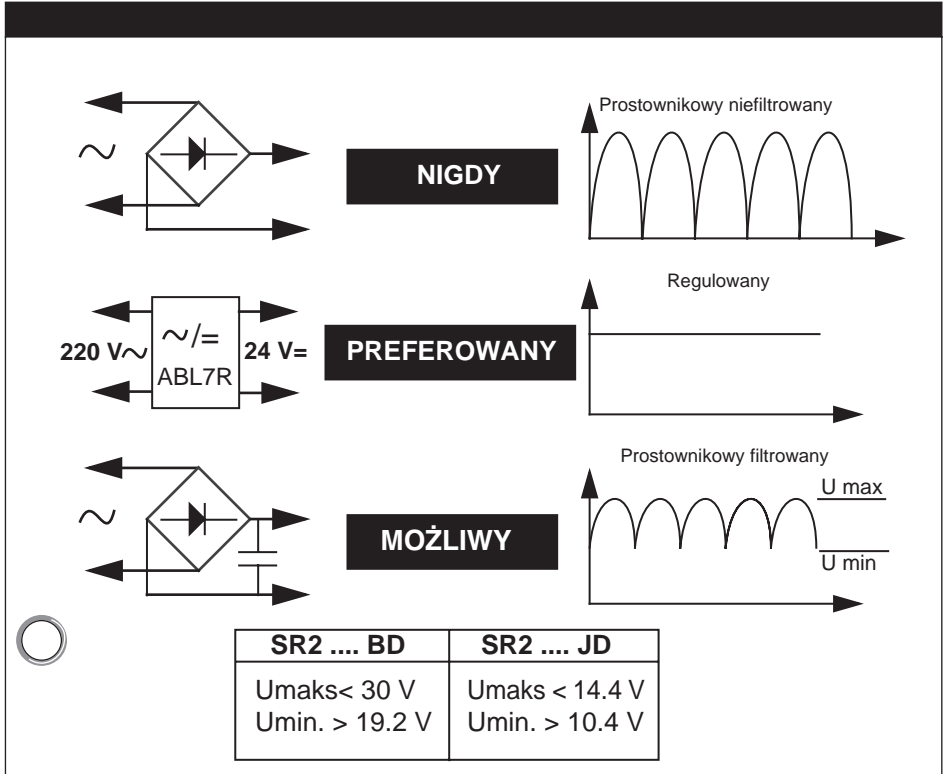 Prostownikowy niefiltrowany
∼
NIGDY
Regulowany
220 V∼
∼/=
ABL7R
24 V=
PREFEROWANY
Prostownikowy filtrowany
∼
MOŻLIWY
U max
U min
SR2 .... BD
SR2 .... JD
Umaks< 30 V
Umaks < 14.4 V
Umin. > 19.2 V
Umin. > 10.4 V